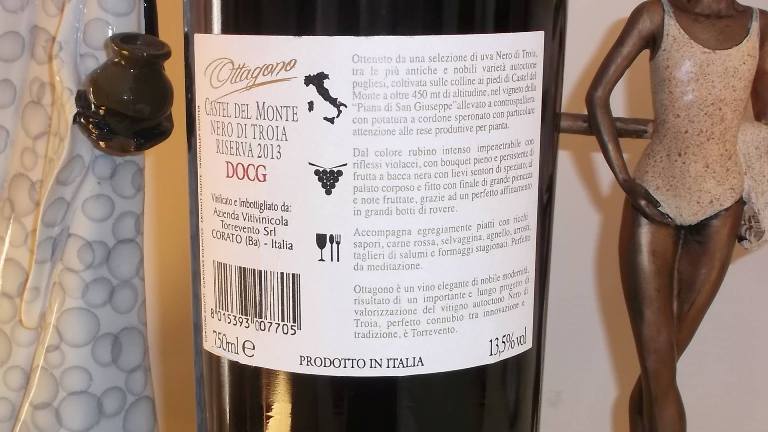 Ottagono
CASTEL DEL MONTE
NERO DI TROIA
RISERVA 2013
DOCG
Vinificato e Imbottigliato da:
Azienda Vitivinicola
Torrevento Srl
CORATO (Ba) - Italia
8 015393 007705
750ml e
Ottenuto da una selezione di uva Nero di Troia,
tra le più antiche e nobili varietà autoctone
pugliesi, coltivata sulle colline ai piedi di Castel del
Monte a oltre 450 mt di altitudine, nel vigneto della
"Piana di San Giuseppe" allevato a controspalliera
con potatura a cordone speronato con particolare
attenzione alle rese produttive per pianta.
Dal colore rubino intenso impenetrabile con
riflessi violacei, con bouquet pieno e persistente di
frutta a bacca nera con lievi sentori di speziato, al
palato corposo e fitto con finale di grande pienezza
e note fruttate, grazie ad un perfetto affinamento
in grandi botti di rovere.
Accompagna egregiamente piatti con ricchi
sapori, carne rossa, selvaggina, agnello, arrosti,
taglieri di salumi e formaggi stagionati. Perfetto
da meditazione.
Ottagono è un vino elegante di nobile modernità,
risultato di un importante e lungo progetto di
valorizzazione del vitigno autoctono Nero di
Troia, perfetto connubio tra innovazione e
tradizione, è Torrevento.
13,5% vol
PRODOTTO IN ITALIA